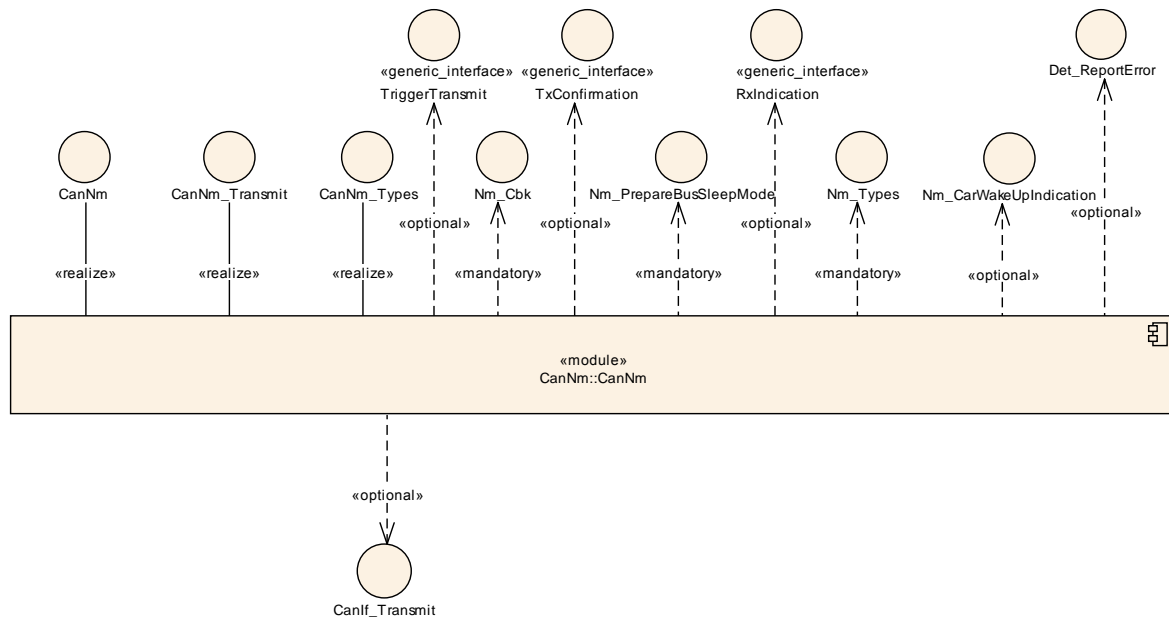 «generic_interface»
TriggerTransmit
«generic_interface»
TxConfirmation
«generic_interface»
RxIndication
Det_ReportError
CanNm
CanNm_Transmit
CanNm_Types
Nm_Cbk
Nm_PrepareBusSleepMode
Nm_Types
Nm_CarWakeUpIndication
«optional»
«optional»
«optional»
«optional»
«realize»
«realize»
«realize»
«mandatory»
«mandatory»
«mandatory»
«optional»
«module»
CanNm::CanNm
«optional»
CanIf_Transmit